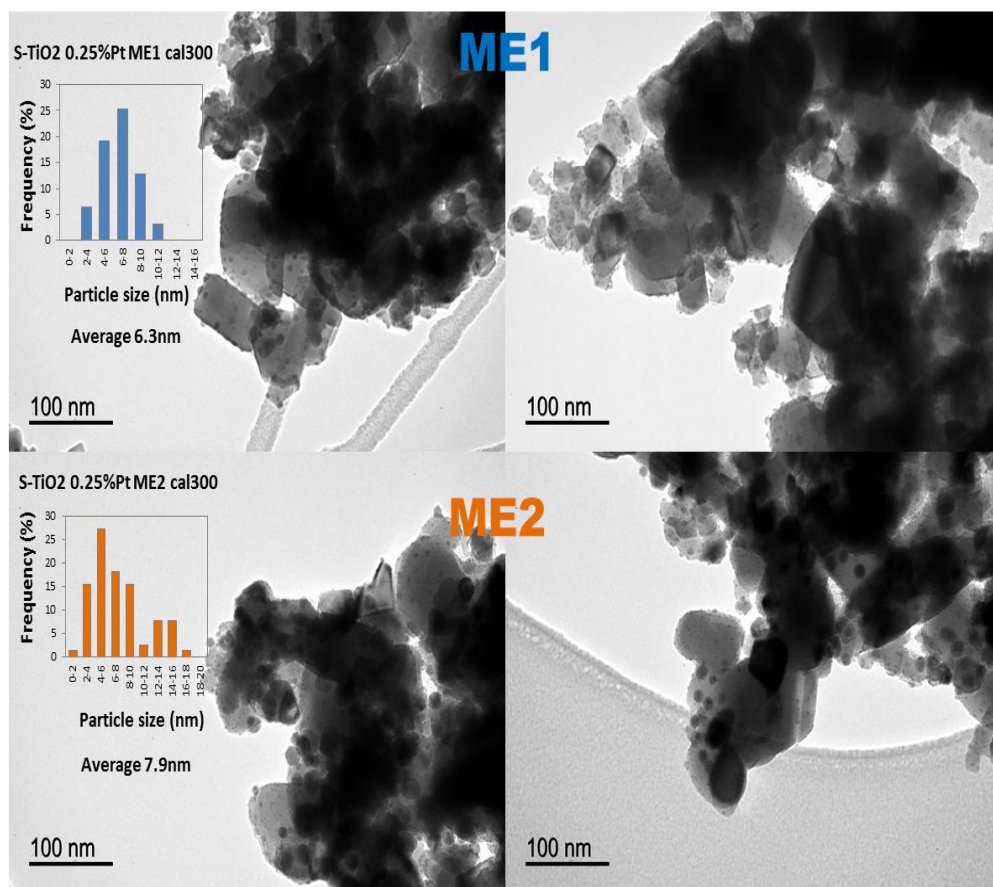 ME1
S-TiO2 0.25%Pt ME1 cal300
Frequency (%)
30
25
20
15
10
5
0
0-2
2-4
4-6
6-8
8-10
10-12
12-14
14-16
Particle size (nm)
Average 6.3nm
100 nm
100 nm
ME2
S-TiO2 0.25%Pt ME2 cal300
Frequency (%)
30
25
20
15
10
5
0
0-2
2-4
4-6
6-8
8-10
10-12
12-14
14-16
16-18
18-20
Particle size (nm)
Average 7.9nm
100 nm
100 nm